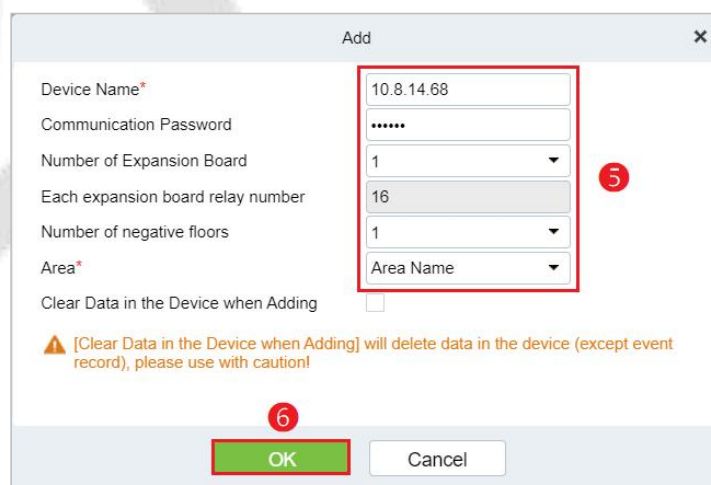 Add
Device Name* 10.8.14.68
Communication Password ••••••
Number of Expansion Board 1
5
Each expansion board relay number 16
Number of negative floors 1
Area* Area Name
Clear Data in the Device when Adding
[Clear Data in the Device when Adding] will delete data in the device (except event
record), please use with caution!
6
OK Cancel